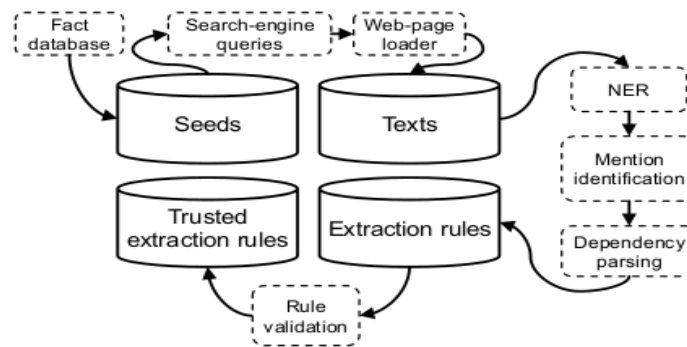 Fact
database
Search-engine
queries
Web-page
loader
Seeds
Texts
NER
Mention
identification
Dependency
parsing
Extraction rules
Trusted
extraction rules
Rule
validation